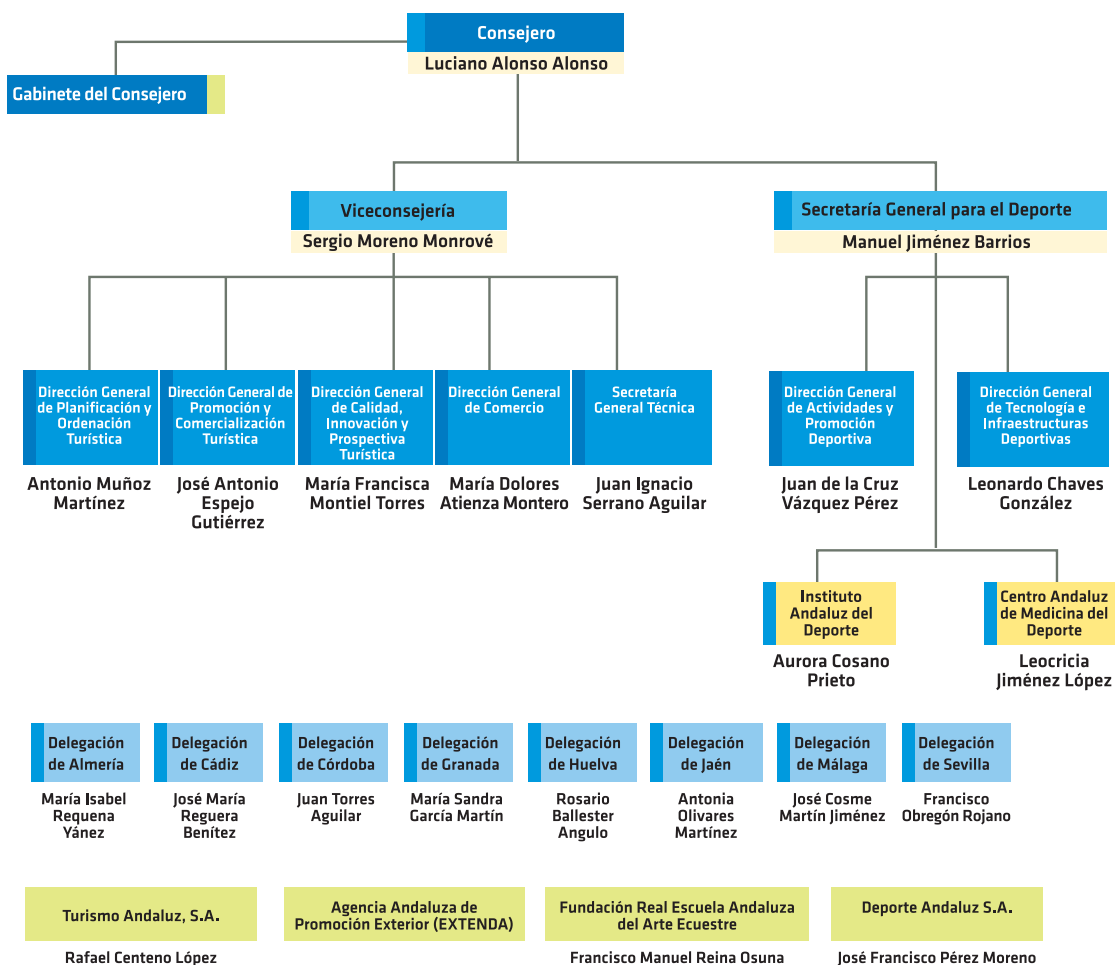 Consejero
Luciano Alonso Alonso
Gabinete del Consejero
Viceconsejería
Sergio Moreno Monrové
Secretaría General para el Deporte
Manuel Jiménez Barrios
Dirección General
de Planificación y
Ordenación
Turística
Antonio Muñoz
Martínez
Dirección General de
Promoción y
Comercialización
Turística
José Antonio
Espejo
Gutiérrez
Dirección General
de Calidad,
Innovación y
Prospectiva
Turística
María Francisca
Montiel Torres
Dirección General
de Comercio
María Dolores
Atienza Montero
Secretaría
General Técnica
Juan Ignacio
Serrano Aguilar
Dirección General
de Actividades y
Promoción
Deportiva
Juan de la Cruz
Vázquez Pérez
Dirección General
de Tecnología e
Infraestructuras
Deportivas
Leonardo Chaves
González
Instituto
Andaluz del
Deporte
Aurora Cosano
Prieto
Centro Andaluz
de Medicina del
Deporte
Leocricia
Jiménez López
Delegación
de Almería
María Isabel
Requena
Yánez
Delegación
de Cádiz
José María
Reguera
Benítez
Delegación
de Córdoba
Juan Torres
Aguilar
Delegación
de Granada
María Sandra
García Martín
Delegación
de Huelva
Rosario
Ballester
Angulo
Delegación
de Jaén
Antonia
Olivares
Martínez
Delegación
de Málaga
José Cosme
Martín Jiménez
Delegación
de Sevilla
Francisco
Obregón Rojano
Turismo Andaluz, S.A.
Rafael Centeno López
Agencia Andaluza de
Promoción Exterior (EXTENDA)
Fundación Real Escuela Andaluza
del Arte Ecuestre
Francisco Manuel Reina Osuna
Deporte Andaluz S.A.
José Francisco Pérez Moreno